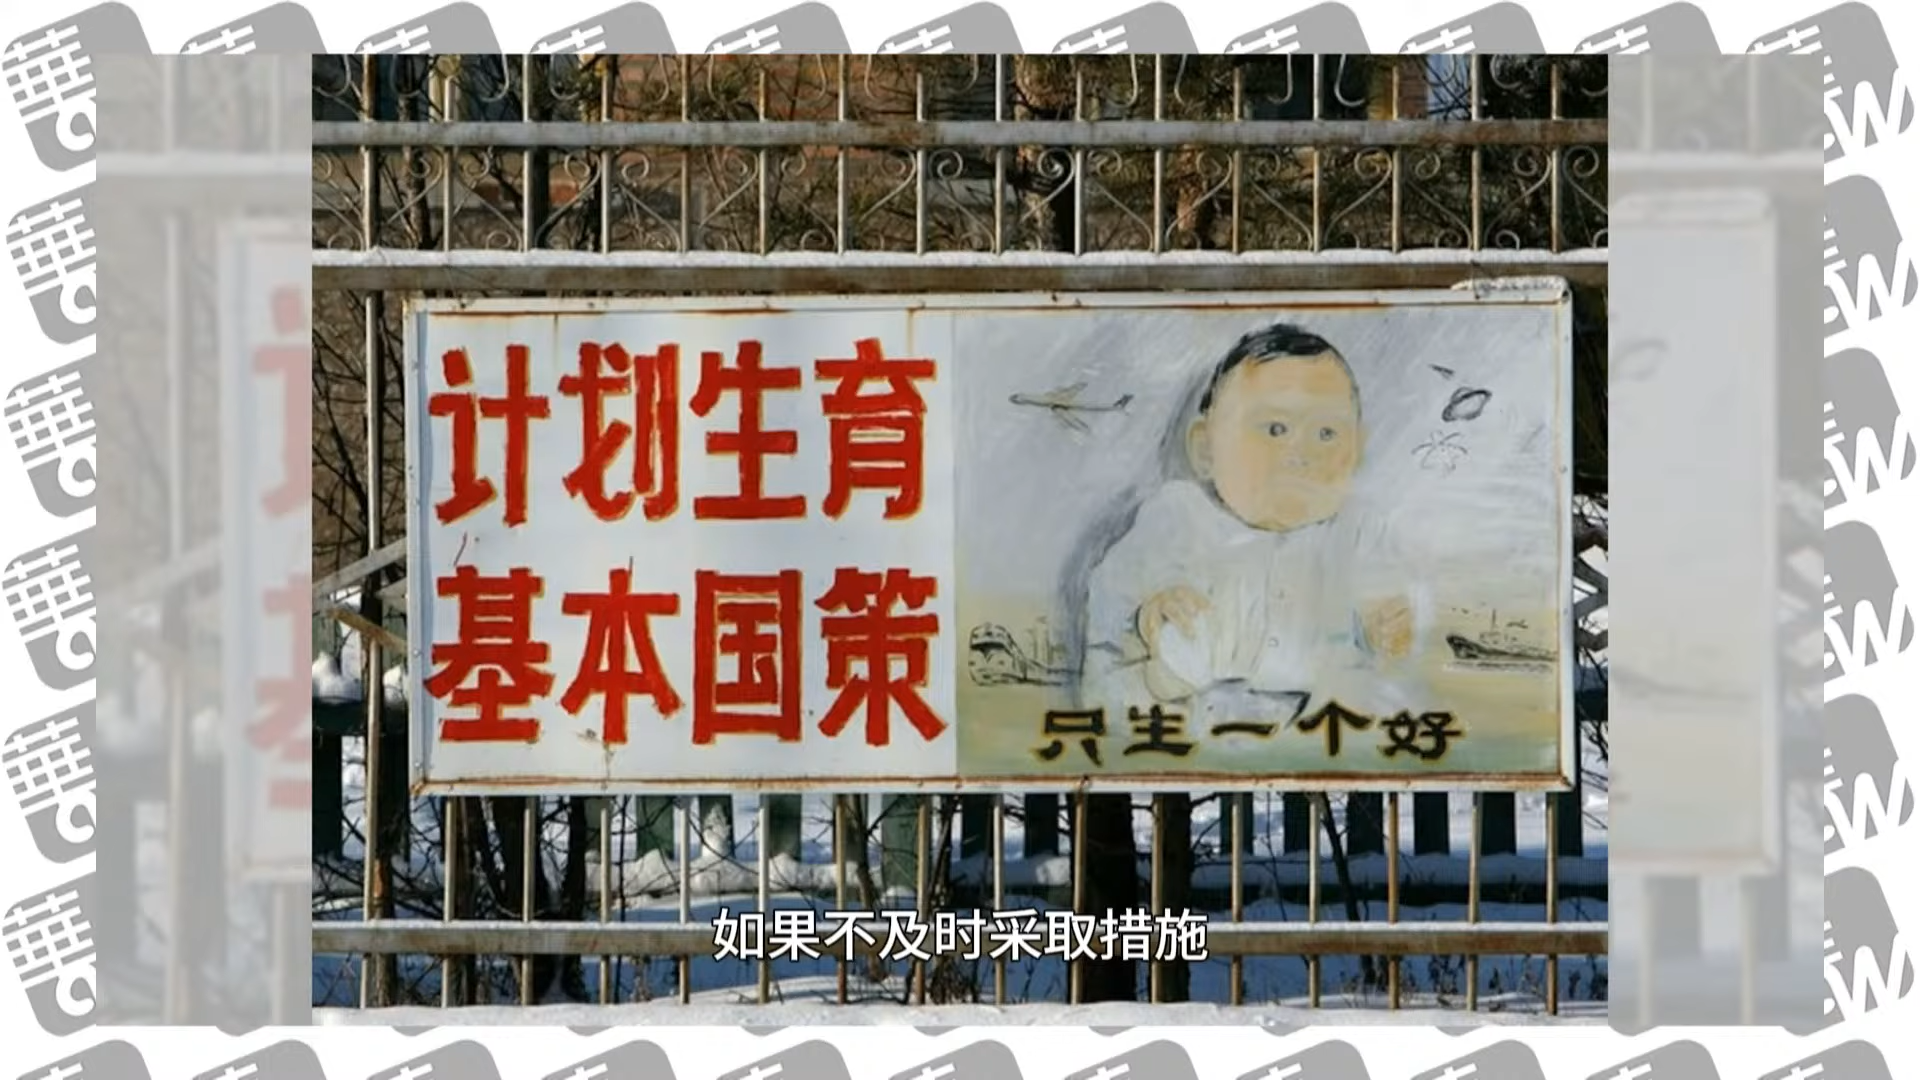 计划生育
基本国策
只生一个好
如果不及时采取措施